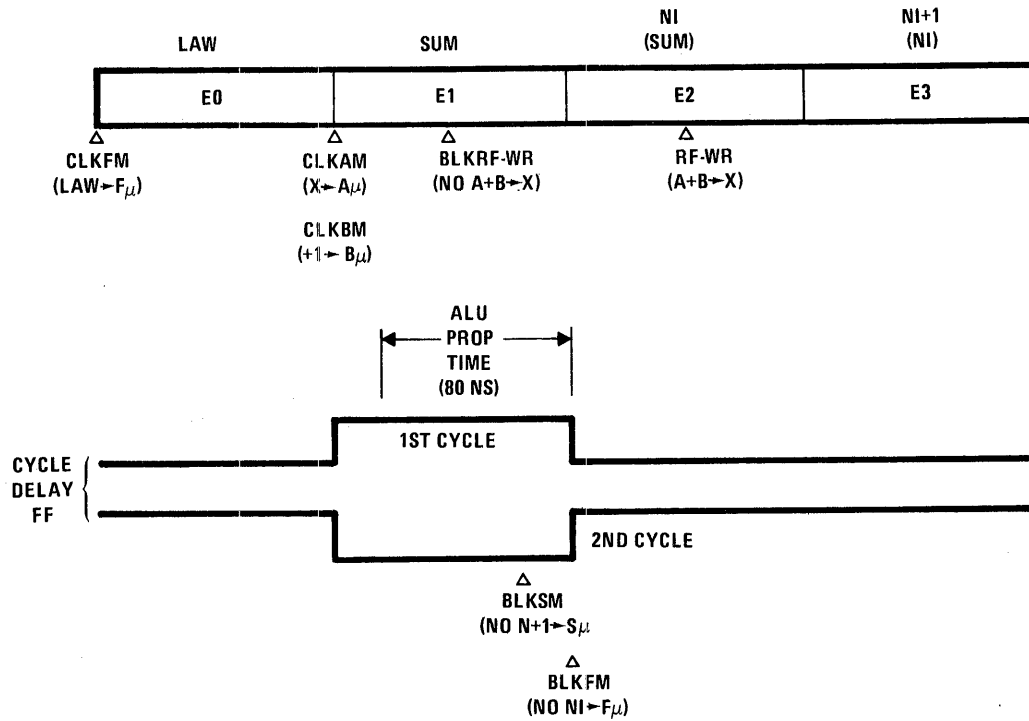 LAW
SUM
NI
(SUM)
NI+1
(NI)
E0
E1
E2
E3
CLKFM
(LAW→Fμ)
CLKAM
(X→Aμ)
CLKBM
(+1→Bμ)
BLKRF-WR
(NO A+B→X)
RF-WR
(A+B→X)
ALU
PROP
TIME
(80 NS)
1ST CYCLE
CYCLE
DELAY
FF
2ND CYCLE
BLKSM
(NO N+1→Sμ
BLKFM
(NO NI→Fμ)